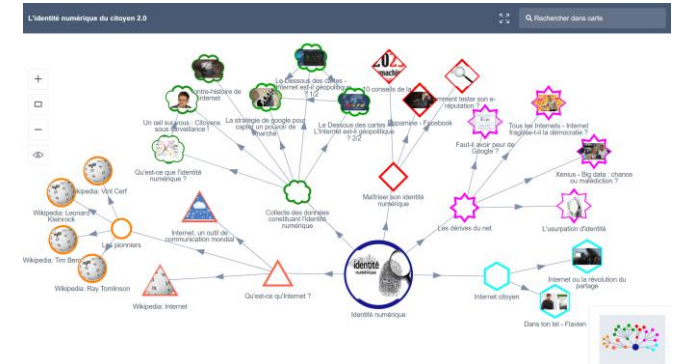 L'identité numérique du citoyen 2.0
Rechercher dans carte
Le Dessous des cartes -
Internet est-il géopolitique
? 1/2
Contre-histoire de
l'internet
10 conseils de la
Comment tester son e-
réputation ?
Un œil sur vous - Citoyens
sous surveillance !
La stratégie de google pour
capter un pouvoir de
marché
Le Dessous des cartes
L'Internet est-il géopolitique
? 2/2
Dopamine - Facebook
Tous les Internets - Internet
fragilise-t-il la démocratie ?
Faut-il avoir peur de
Google ?
Qu'est-ce que l'identité
numérique ?
Xenius - Big data : chance
ou malédiction ?
Wikipedia: Vint Cerf
Maîtriser son identité
numérique
Wikipedia: Leonard
Kleinrock
Collecte des données
constituant l'identité
numérique
Les dérives du net
L'usurpation d'identité
Internet, un outil de
communication mondial
Les pionniers
Wikipedia: Tim
identité
numérique
Wikipedia: Ray Tomlinson
Qu'est-ce qu'Internet ?
Internet citoyen
Internet ou la révolution du
partage
Wikipedia: Internet
Identité numérique
Dans ton tel - Flavien